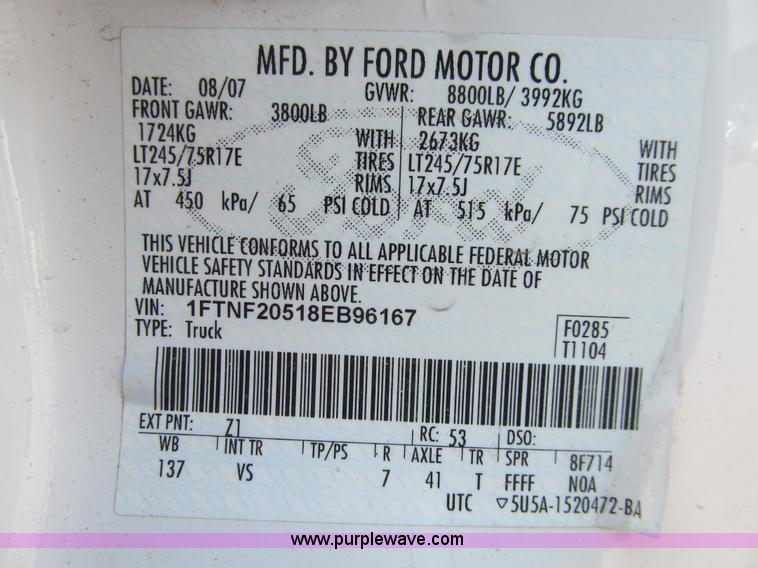 MFD. BY FORD MOTOR CO.
DATE: 08/07 GVWR: 8800LB/ 3992KG
FRONT GAWR: 3800LB REAR GAWR: 5892LB
1724KG WITH 2673KG WITH
LT245/75R17E TIRES LT245/75R17E TIRES
17x7.5J RIMS 17x7.5J RIMS
AT 450 kPa/ 65 PSI COLD AT 515 kPa/ 75 PSI COLD
THIS VEHICLE CONFORMS TO ALL APPLICABLE FEDERAL MOTOR
VEHICLE SAFETY STANDARDS IN EFFECT ON THE DATE OF
MANUFACTURE SHOWN ABOVE.
VIN: 1FTNF20518EB96167
TYPE: Truck
F0285
T1104
EXT PNT: Z1 RC: 53 DSO:
WB INT TR TP/PS R AXLE TR SPR 8F714
137 VS 7 41 T FFFF N0A
UTC ▽5U5A-1520472-BA
Ford
www.purplewave.com